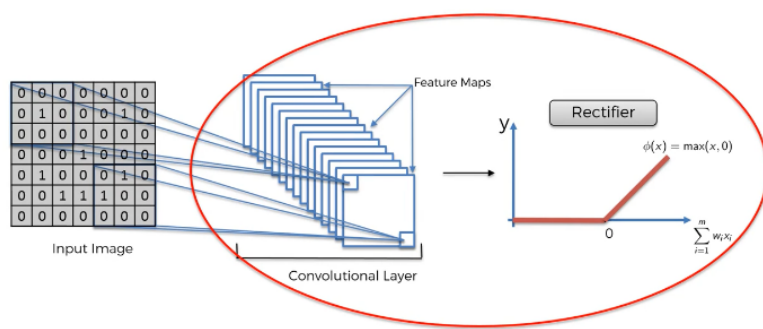 0 0 0 0 0 0 0
0 1 0 0 0 1 0
0 0 0 0 0 0 0
0 0 0 1 0 0 0
0 1 0 0 0 1 0
0 0 1 1 1 0 0
0 0 0 0 0 0 0
Input Image
Feature Maps
Convolutional Layer
Rectifier
y
ϕ(x) = max(x, 0)
0
m
∑ wᵢxᵢ
i=1